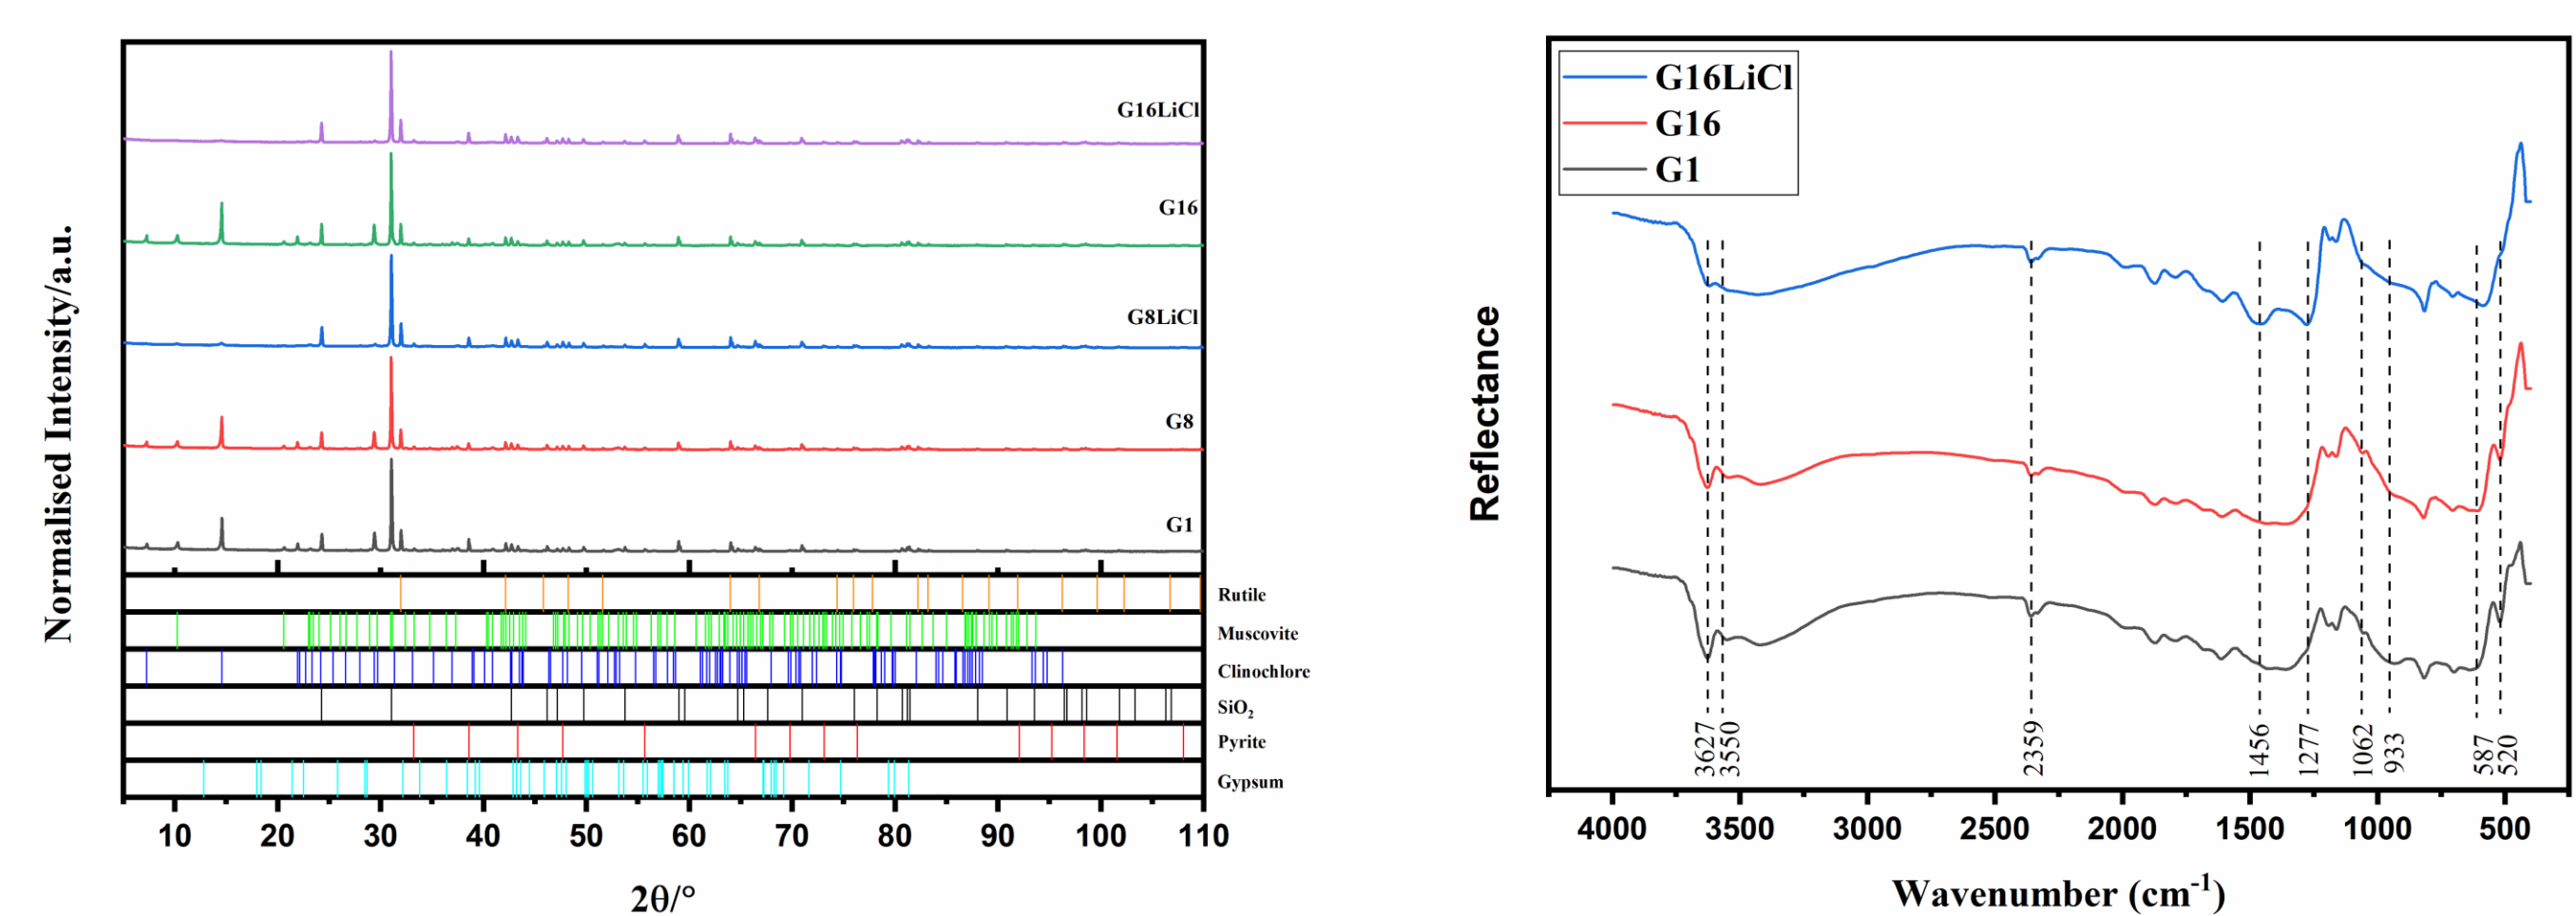 Normalised Intensity/a.u.
G16LiCl
G16
G8LiCl
G8
G1
Rutile
Muscovite
Clinochlore
SiO₂
Pyrite
Gypsum
10 20 30 40 50 60 70 80 90 100 110
2θ/°
Reflectance
G16LiCl
G16
G1
3627 3550 2359 1456 1277 1062 933 587 520
4000 3500 3000 2500 2000 1500 1000 500
Wavenumber (cm⁻¹)